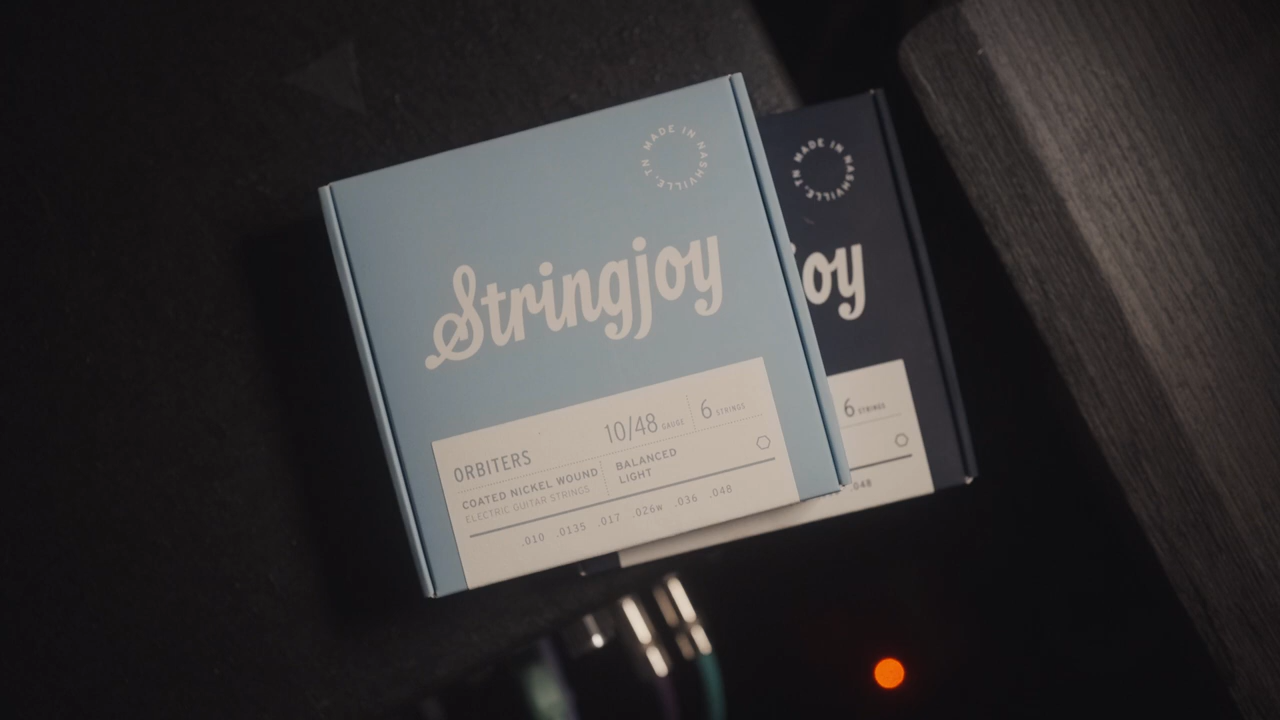 MADE IN NASHVILLE, TN
Stringjoy
ORBITERS
10/48 GAUGE
6 STRINGS
COATED NICKEL WOUND
ELECTRIC GUITAR STRINGS
BALANCED
LIGHT
.010 .0135 .017 .026w .036 .048
MADE IN NASHVILLE, TN
joy
6 STRINGS
.048